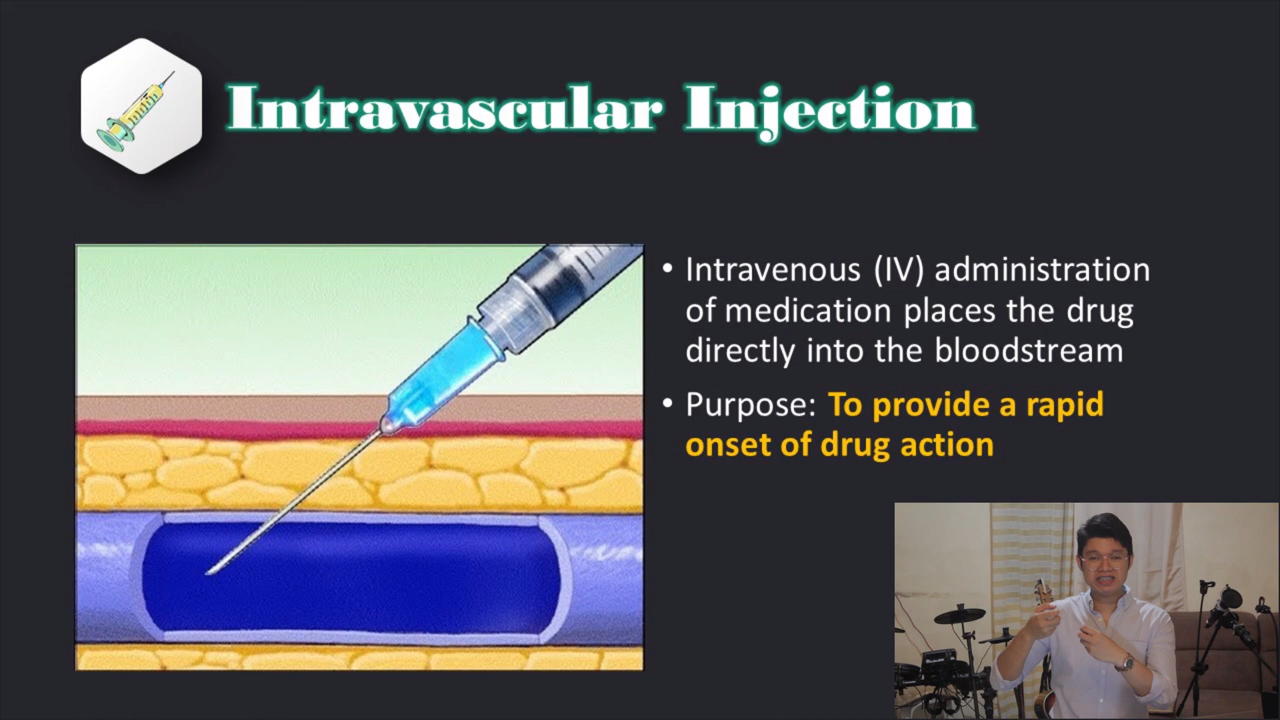 Intravascular Injection
• Intravenous (IV) administration
of medication places the drug
directly into the bloodstream
• Purpose: To provide a rapid
onset of drug action